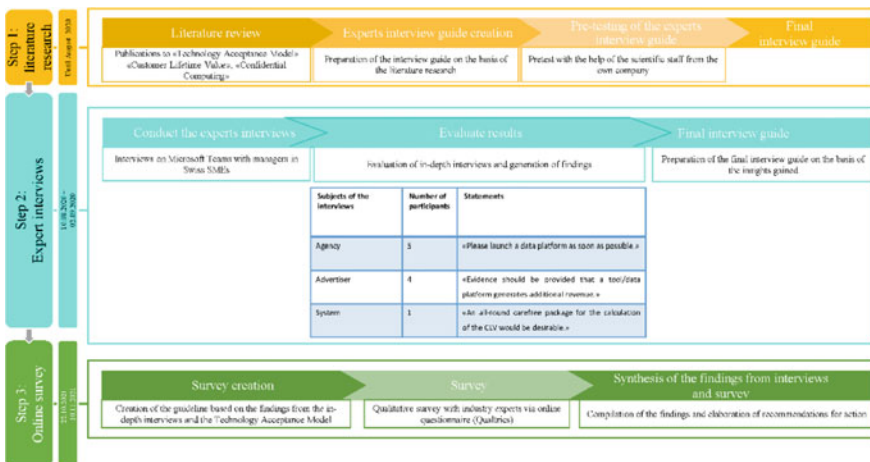 Step 1:
literature
research
Until August 2020
Literature review
Experts interview guide creation
Pre-testing of the experts
interview guide
Final
interview guide
Publications to «Technology Acceptance Model»
«Customer Lifetime Value», «Confidential
Computing»
Preparation of the interview guide on the basis
of the literature research
Pretest with the help of the scientific staff from the
own company
Step 2:
Expert interviews
Conduct the experts interviews
Evaluate results
Final interview guide
Interviews on Microsoft Teams with managers in
Swiss SMEs
Evaluation of in-depth interviews and generation of findings
Preparation of the final interview guide on the basis of
the insights gained
Subjects of the
interviews
Number of
participants
Statements
Agency
«Please launch a data platform as soon as possible.»
Advertiser
4
«Evidence should be provided that a tool/data
platform generates additional revenue.»
System
1
«An all-round carefree package for the calculation
of the CLV would be desirable.»
Step 3:
Online survey
Survey creation
Survey
Synthesis of the findings from interviews
and survey
Creation of the guideline based on the findings from the in-
depth interviews and the Technology Acceptance Model
Qualitative survey with industry experts via online
questionnaire (Qualtrics)
Compilation of the findings and elaboration of recommendations for action